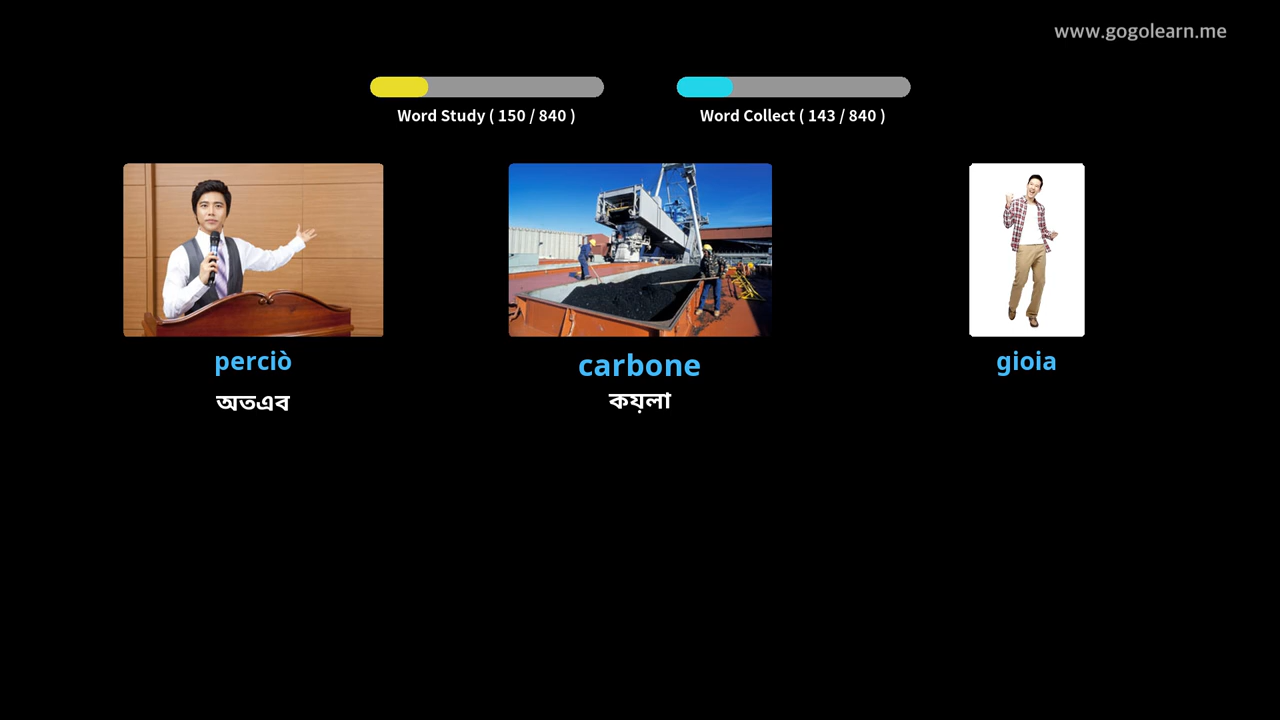 www.gogolearn.me
Word Study ( 150 / 840 )
Word Collect ( 143 / 840 )
perciò
carbone
gioia
অতএব
কয়লা